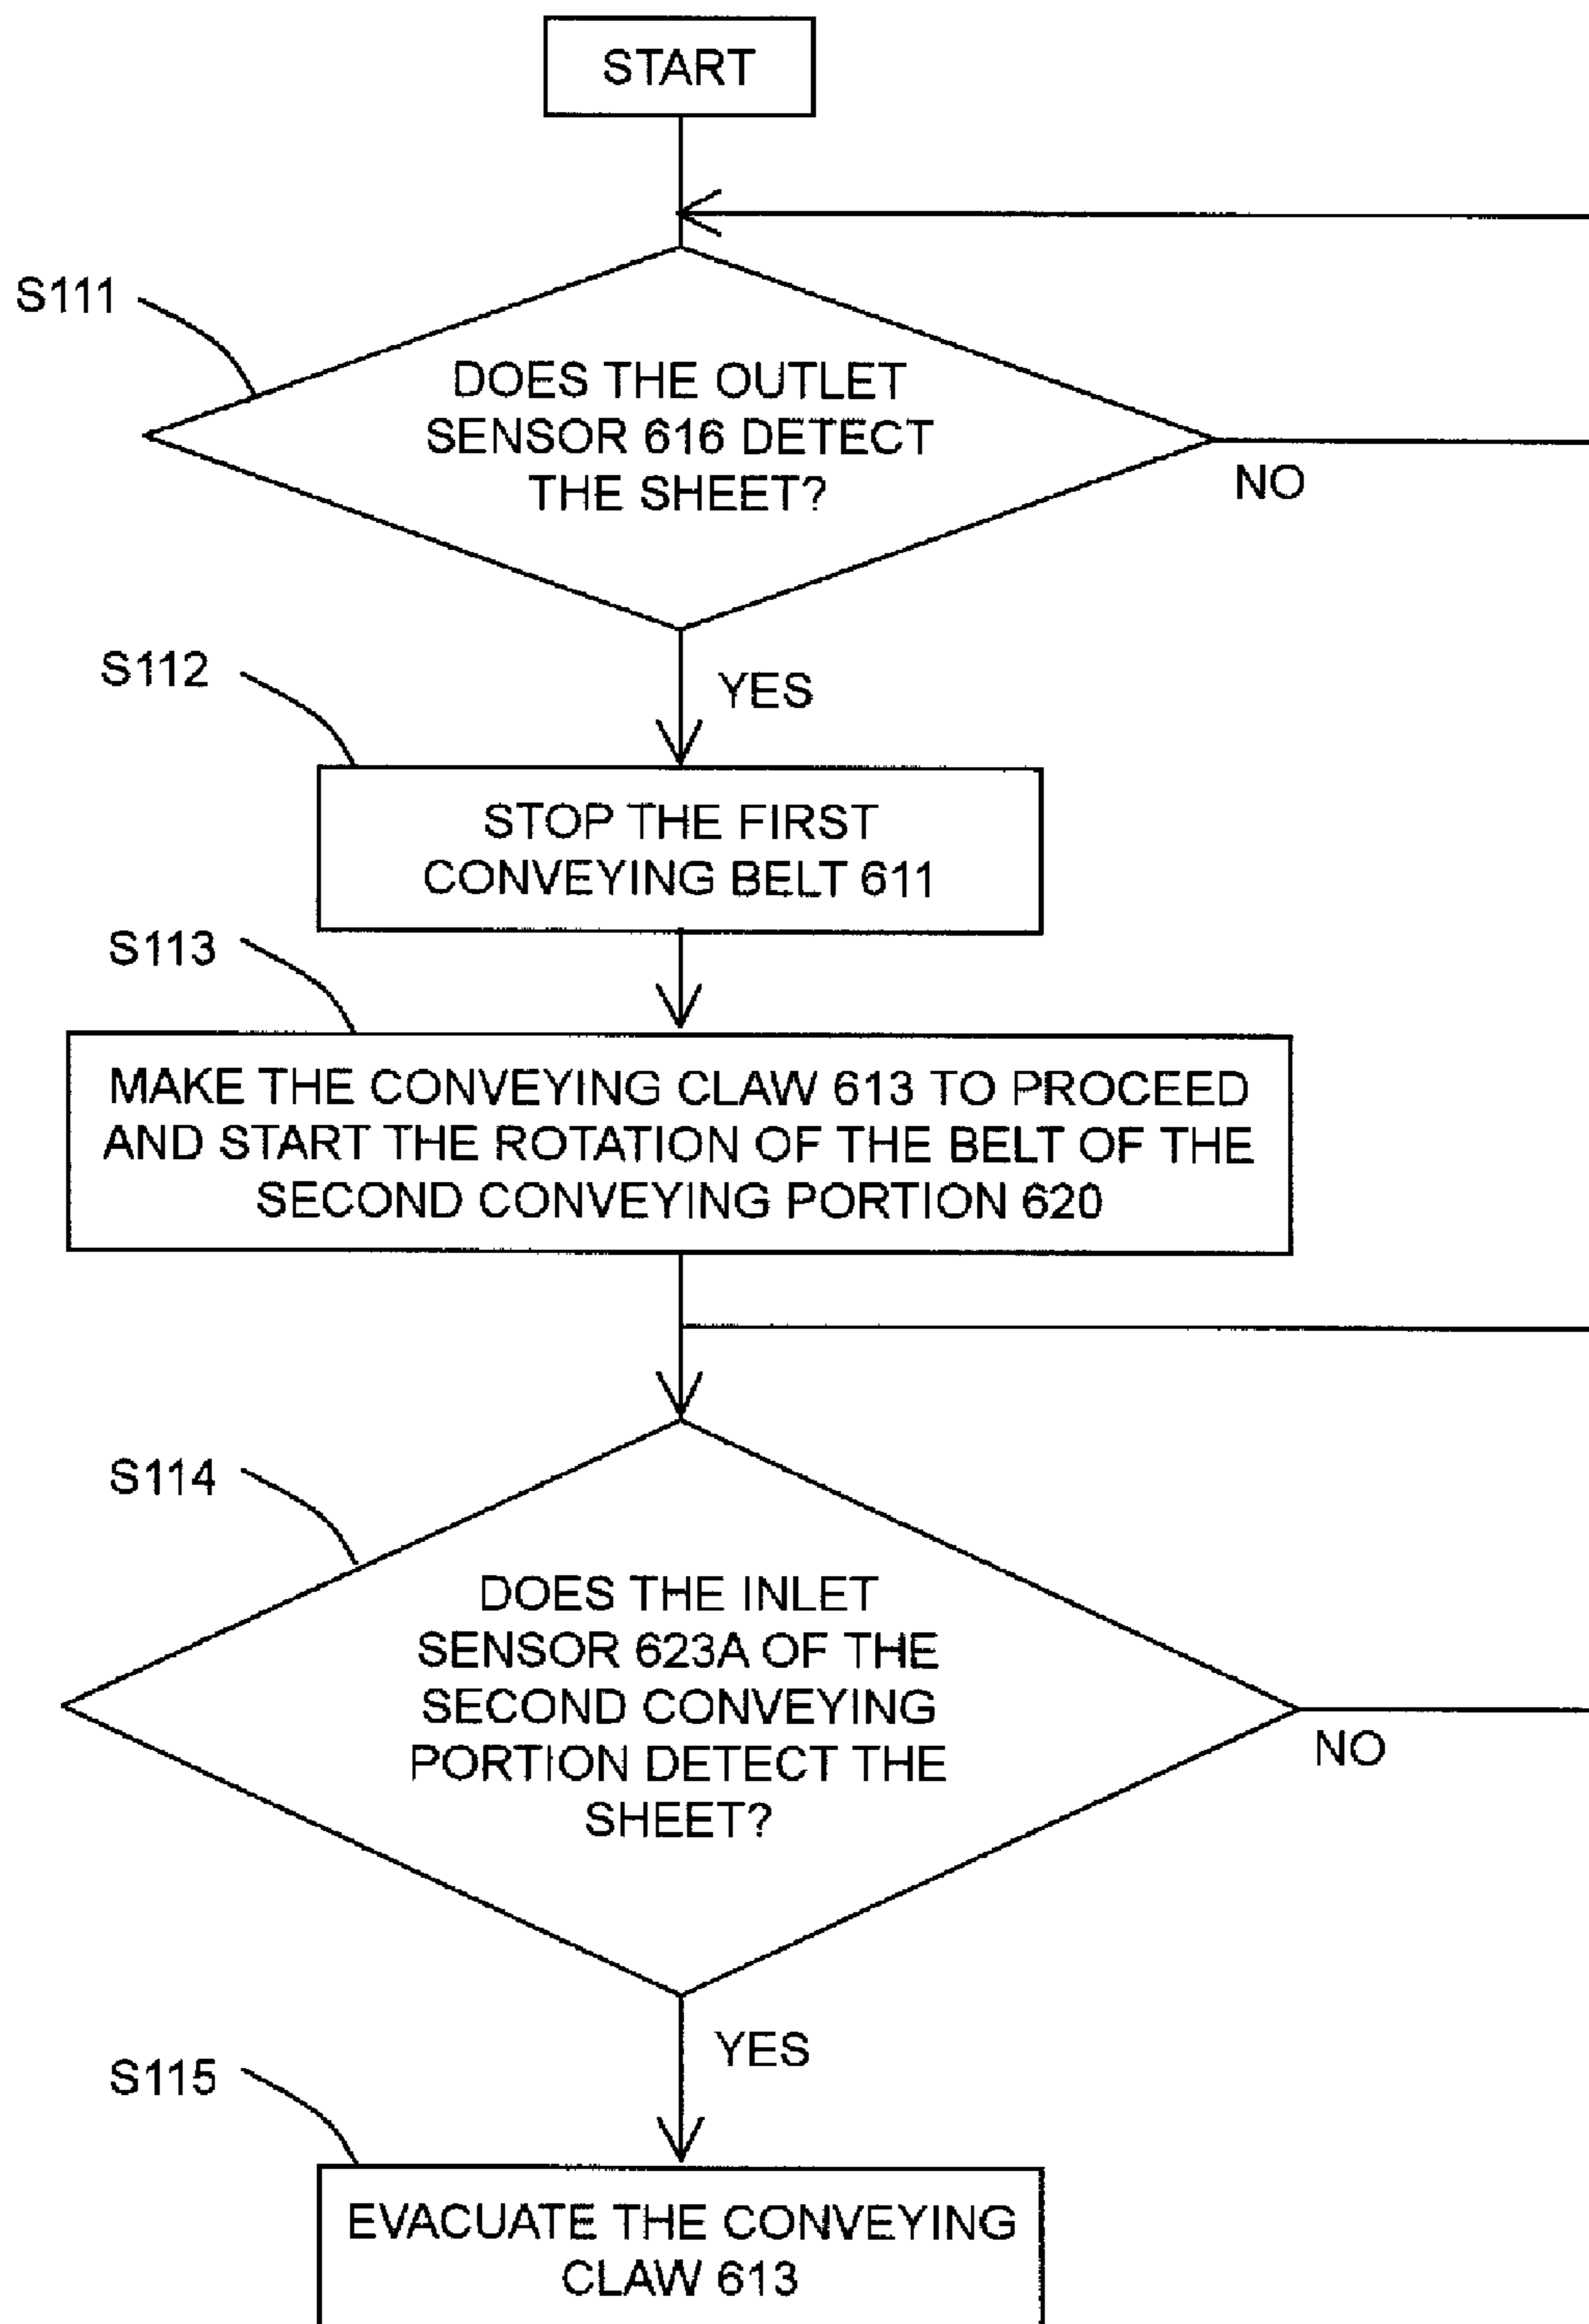 START
S111
DOES THE OUTLET
SENSOR 616 DETECT
THE SHEET?
NO
S112
YES
STOP THE FIRST
CONVEYING BELT 611
S113
MAKE THE CONVEYING CLAW 613 TO PROCEED
AND START THE ROTATION OF THE BELT OF THE
SECOND CONVEYING PORTION 620
S114
DOES THE INLET
SENSOR 623A OF THE
SECOND CONVEYING
PORTION DETECT THE
SHEET?
NO
YES
S115
EVACUATE THE CONVEYING
CLAW 613